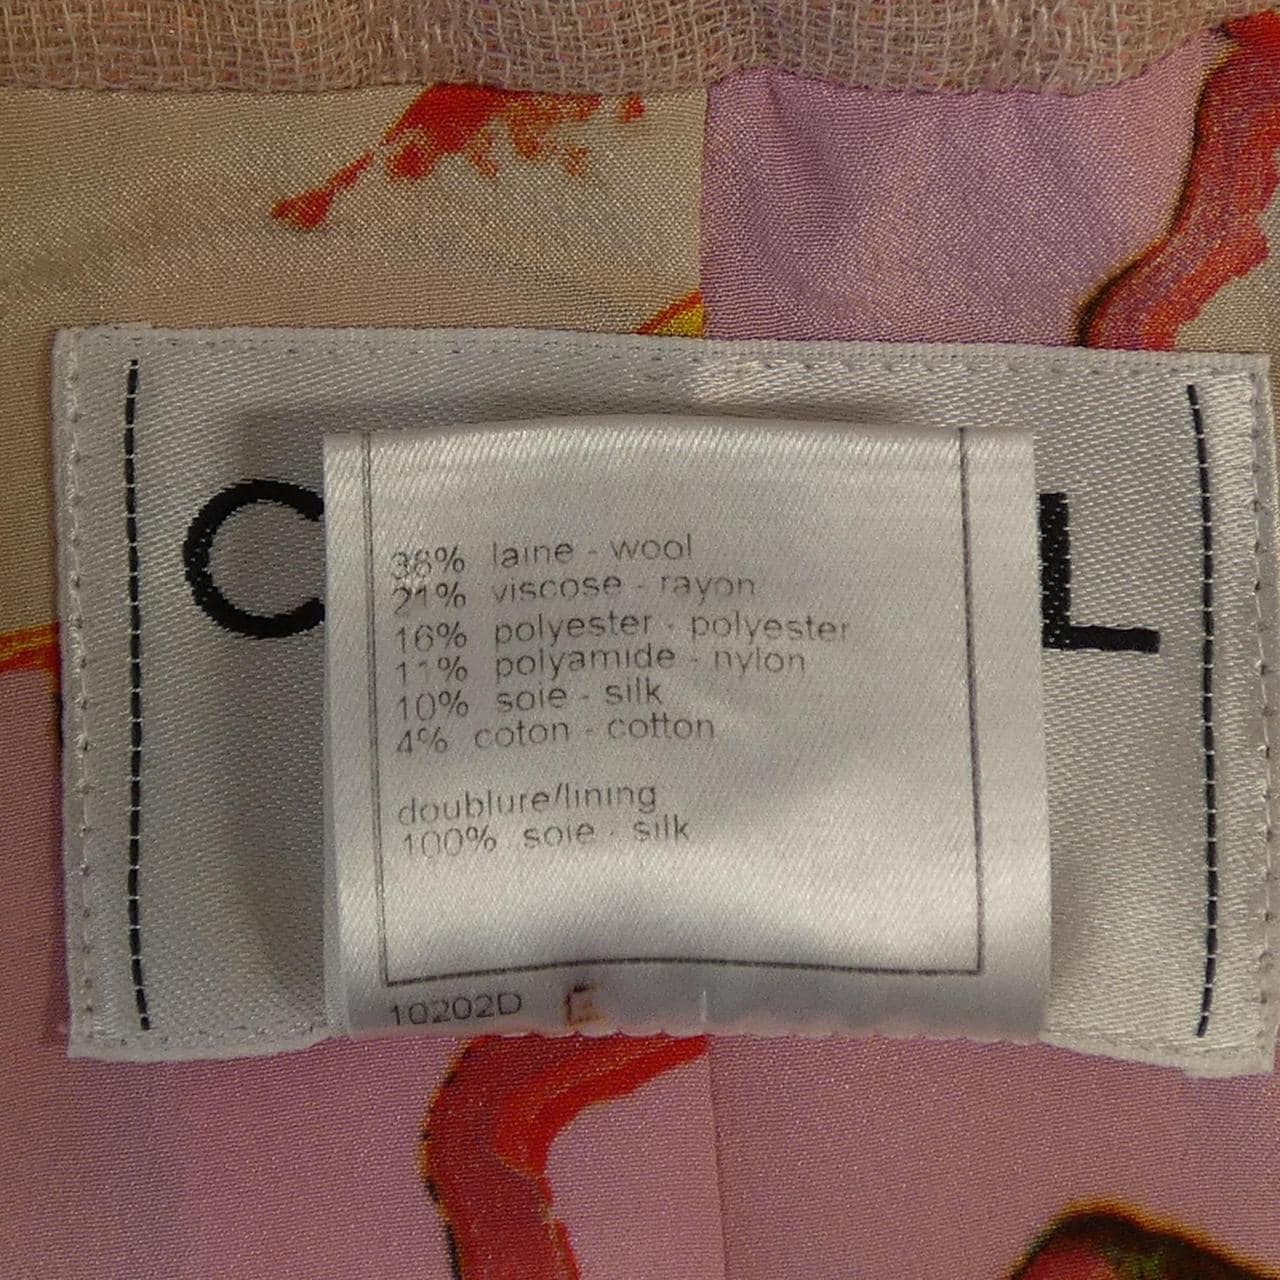 C L
38% laine - wool
21% viscose - rayon
16% polyester - polyester
11% polyamide - nylon
10% soie - silk
4% coton - cotton
doublure/lining
100% soie - silk
10202D